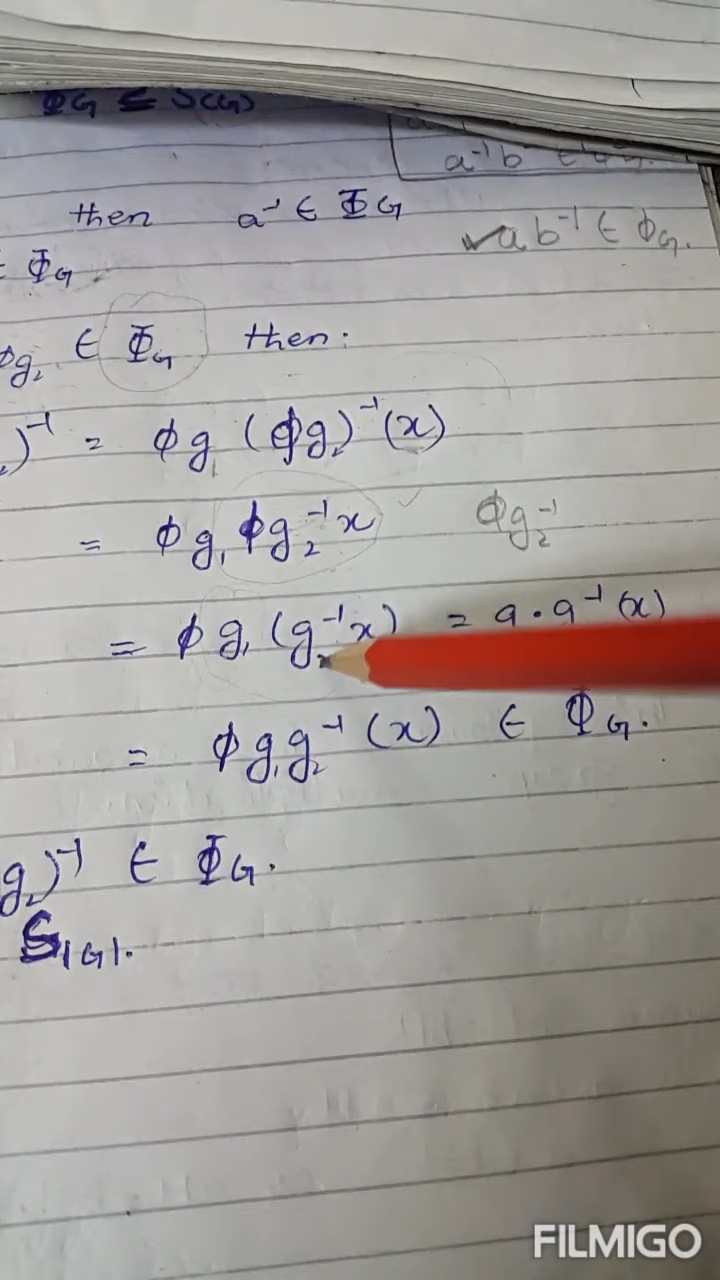 ΦG ⊆ S(G)
a⁻¹b
then a⁻¹ ∈ ΦG
✓ab⁻¹ ∈ ΦG.
∈ ΦG
ϕg₂ ∈ ΦG then:
)⁻¹ = ϕg₁ (ϕg₂)⁻¹(x)
= ϕg₁ ϕg₂⁻¹x ✓ Φg₂⁻¹
= ϕg₁ (g₂⁻¹x) = g · g⁻¹(x)
= ϕg₁g₂⁻¹ (x) ∈ ΦG.
g₂)⁻¹ ∈ ΦG.
S|G|.
FILMIGO